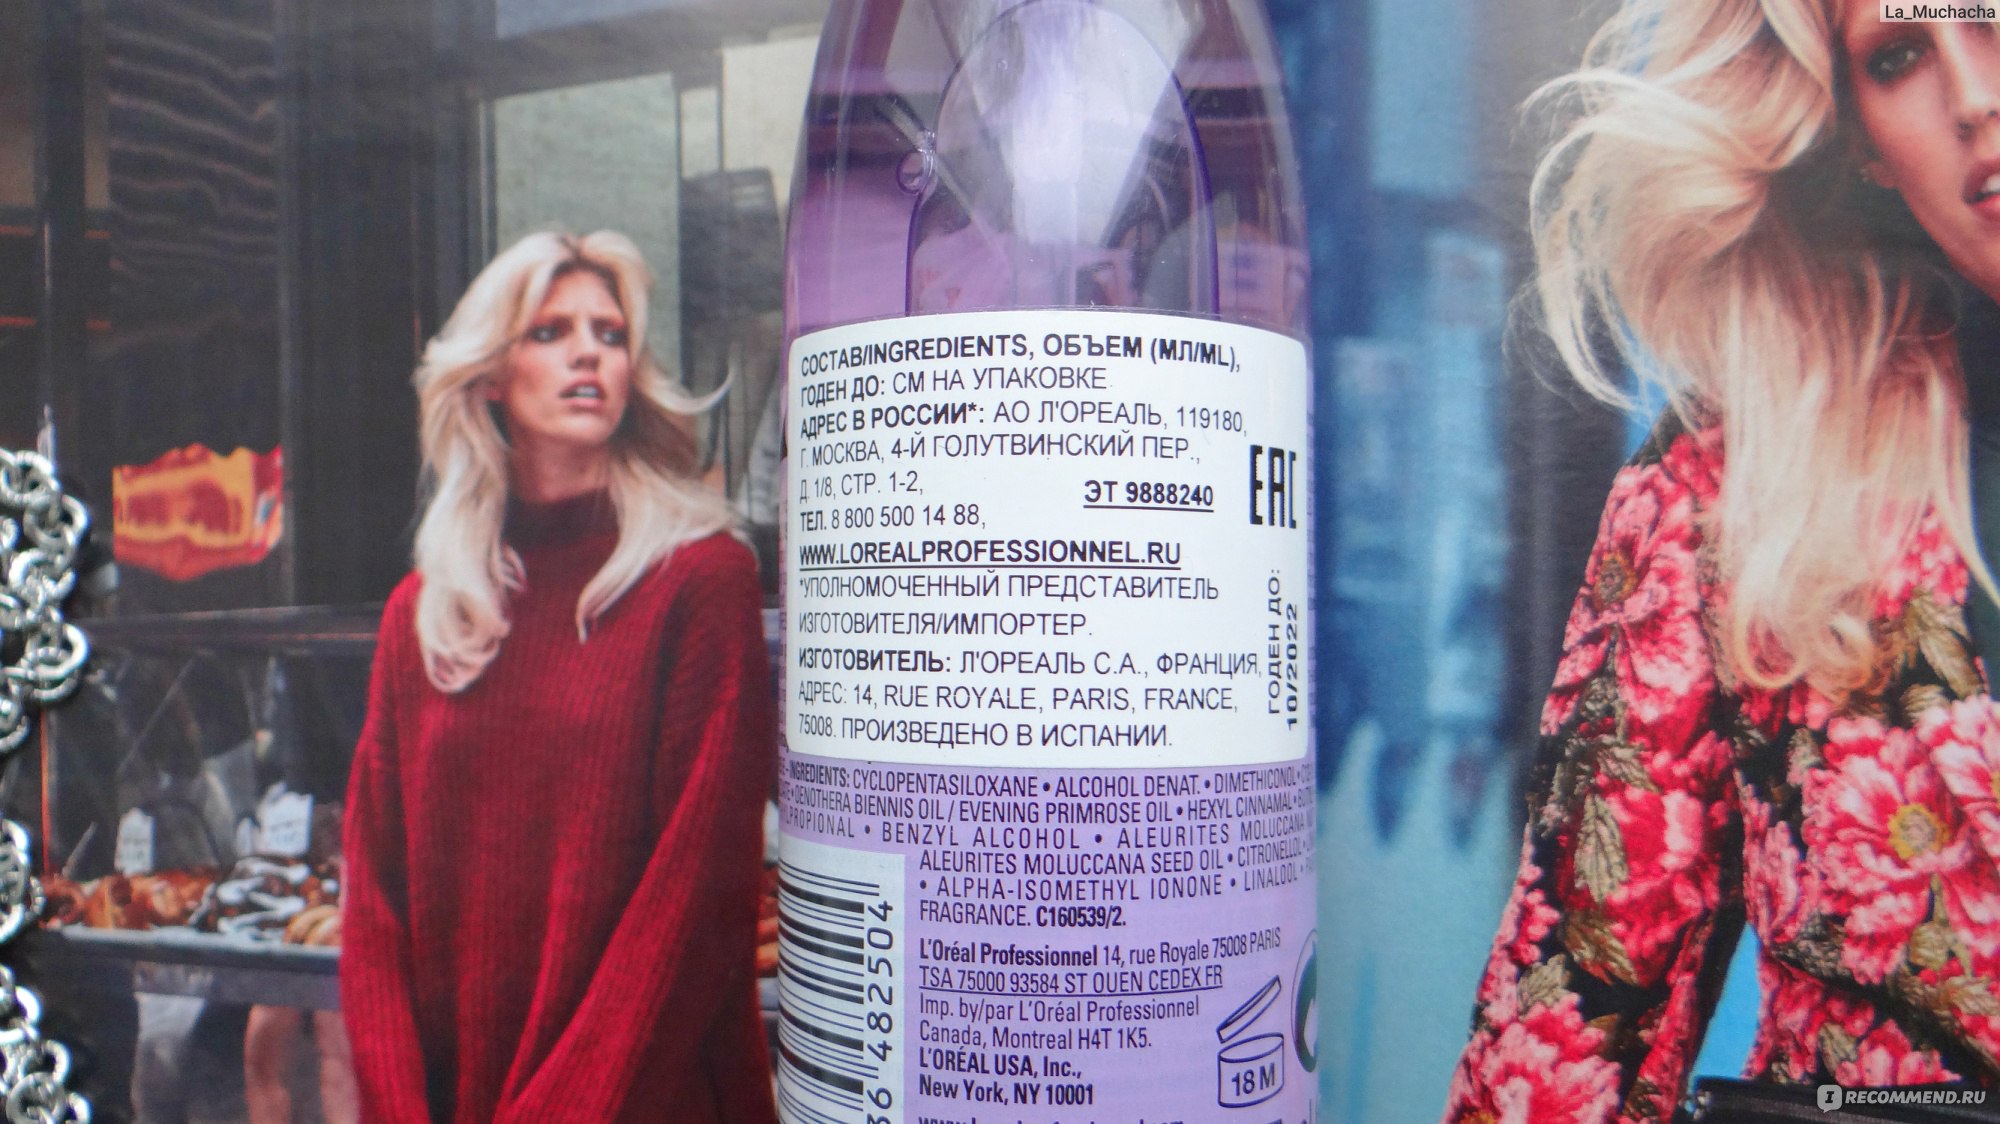 La_Muchacha
СОСТАВ/INGREDIENTS, ОБЪЕМ (МЛ/ML),
ГОДЕН ДО: СМ НА УПАКОВКЕ
АДРЕС В РОССИИ*: АО Л'ОРЕАЛЬ, 119180,
Г. МОСКВА, 4-Й ГОЛУТВИНСКИЙ ПЕР.,
Д. 1/8, СТР. 1-2,
ЭТ 9888240
EAC
ТЕЛ. 8 800 500 14 88,
WWW.LOREALPROFESSIONNEL.RU
*УПОЛНОМОЧЕННЫЙ ПРЕДСТАВИТЕЛЬ
ИЗГОТОВИТЕЛЯ/ИМПОРТЕР.
ИЗГОТОВИТЕЛЬ: Л'ОРЕАЛЬ С.А., ФРАНЦИЯ,
АДРЕС: 14, RUE ROYALE, PARIS, FRANCE,
75008. ПРОИЗВЕДЕНО В ИСПАНИИ.
ГОДЕН ДО:
10/2022
INGREDIENTS: CYCLOPENTASILOXANE • ALCOHOL DENAT. • DIMETHICONOL •
OENOTHERA BIENNIS OIL / EVENING PRIMROSE OIL • HEXYL CINNAMAL •
• BENZYL ALCOHOL • ALEURITES MOLUCCANA
ALEURITES MOLUCCANA SEED OIL • CITRONELLOL •
• ALPHA-ISOMETHYL IONONE • LINALOOL •
FRAGRANCE. C160539/2.
L'Oréal Professionnel 14, rue Royale 75008 PARIS
TSA 75000 93584 ST OUEN CEDEX FR
Imp. by/par L'Oréal Professionnel
Canada, Montreal H4T 1K5.
L'ORÉAL USA, Inc.,
New York, NY 10001
18 M
36 482504
I RECOMMEND.RU